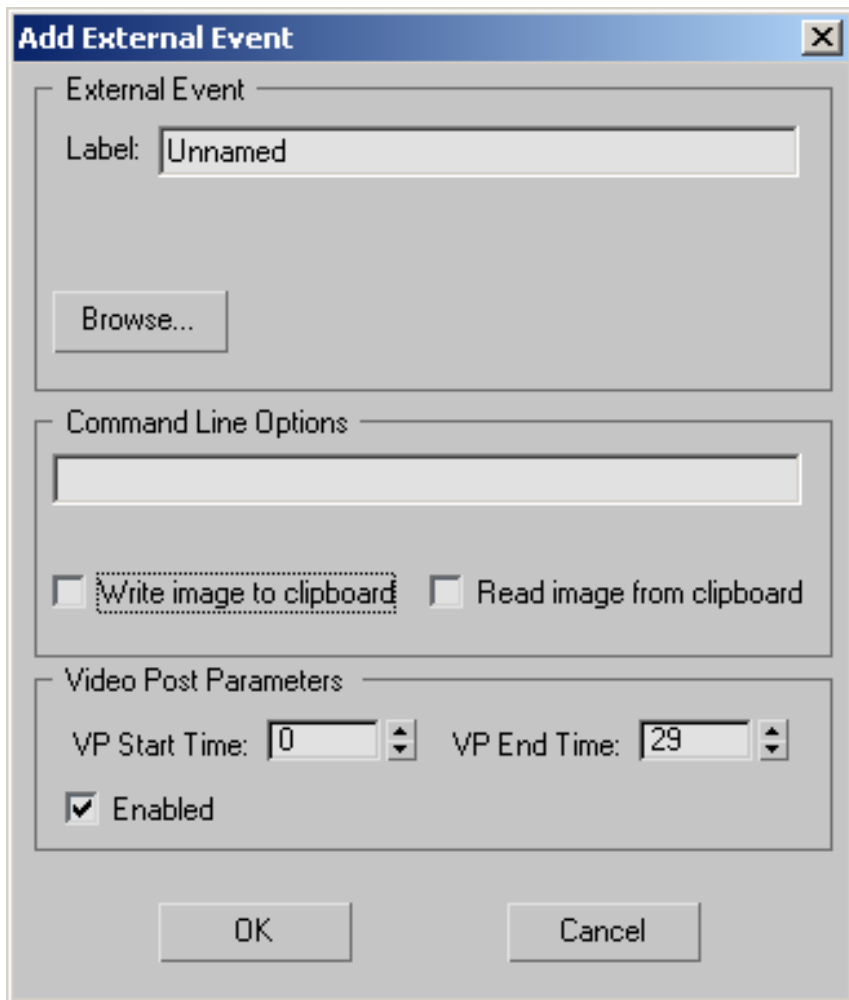 Add External Event
External Event
Label: Unnamed
Browse...
Command Line Options
Write image to clipboard Read image from clipboard
Video Post Parameters
VP Start Time: 0 VP End Time: 29
Enabled
OK Cancel